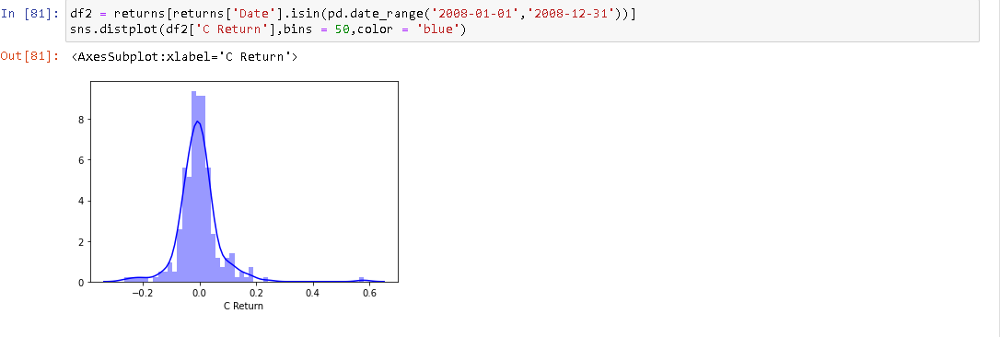 In [81]: df2 = returns[returns['Date'].isin(pd.date_range('2008-01-01','2008-12-31'))]
sns.distplot(df2['C Return'],bins = 50,color = 'blue')
Out[81]: <AxesSubplot:xlabel='C Return'>
8
6
4
2
0
−0.2 0.0 0.2 0.4 0.6
C Return